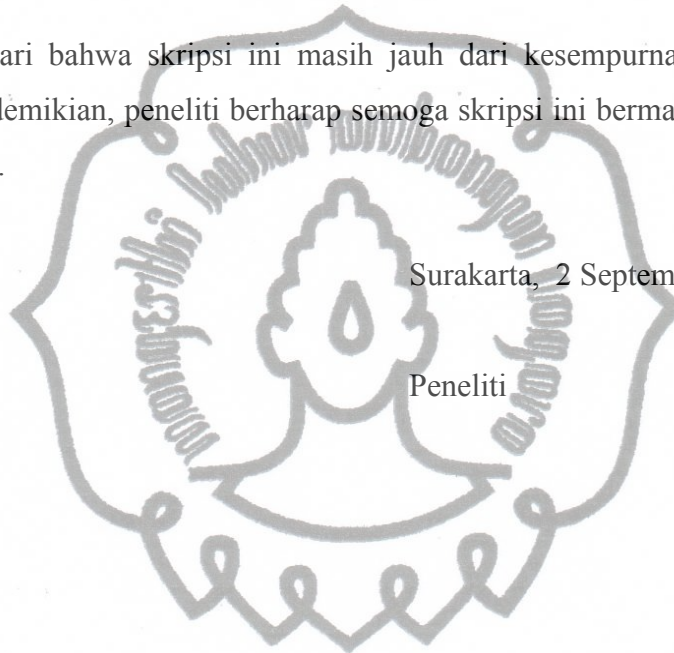 ari bahwa skripsi ini masih jauh dari kesempurna
lemikian, peneliti berharap semoga skripsi ini berma
Surakarta, 2 Septem
Peneliti